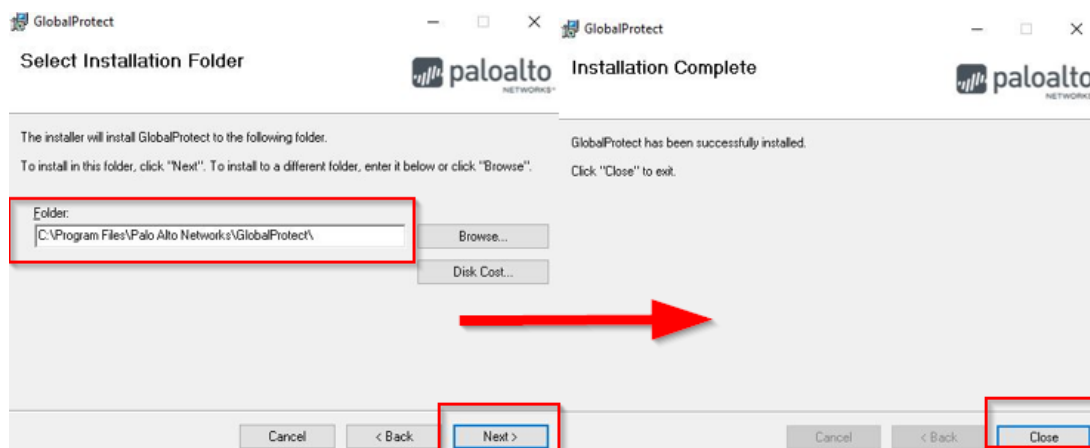 GlobalProtect
Select Installation Folder
paloalto
NETWORKS
The installer will install GlobalProtect to the following folder.
To install in this folder, click "Next". To install to a different folder, enter it below or click "Browse".
Folder:
C:\Program Files\Palo Alto Networks\GlobalProtect\
Browse...
Disk Cost...
Cancel
< Back
Next >
GlobalProtect
Installation Complete
paloalto
NETWORKS
GlobalProtect has been successfully installed.
Click "Close" to exit.
Cancel
< Back
Close